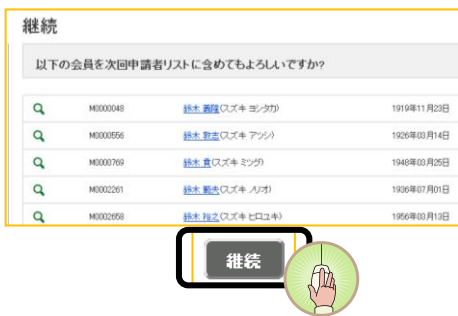 継続
以下の会員を次回申請者リストに含めてもよろしいですか?
M0000048 鈴木 義隆(スズキ ヨシタカ) 1919年11月23日
M0000556 鈴木 敦志(スズキ アツシ) 1926年03月14日
M0000769 鈴木 貢(スズキ ミツグ) 1948年03月25日
M0002261 鈴木 範夫(スズキ ノリオ) 1936年07月01日
M0002658 鈴木 裕之(スズキ ヒロユキ) 1956年03月13日
継続